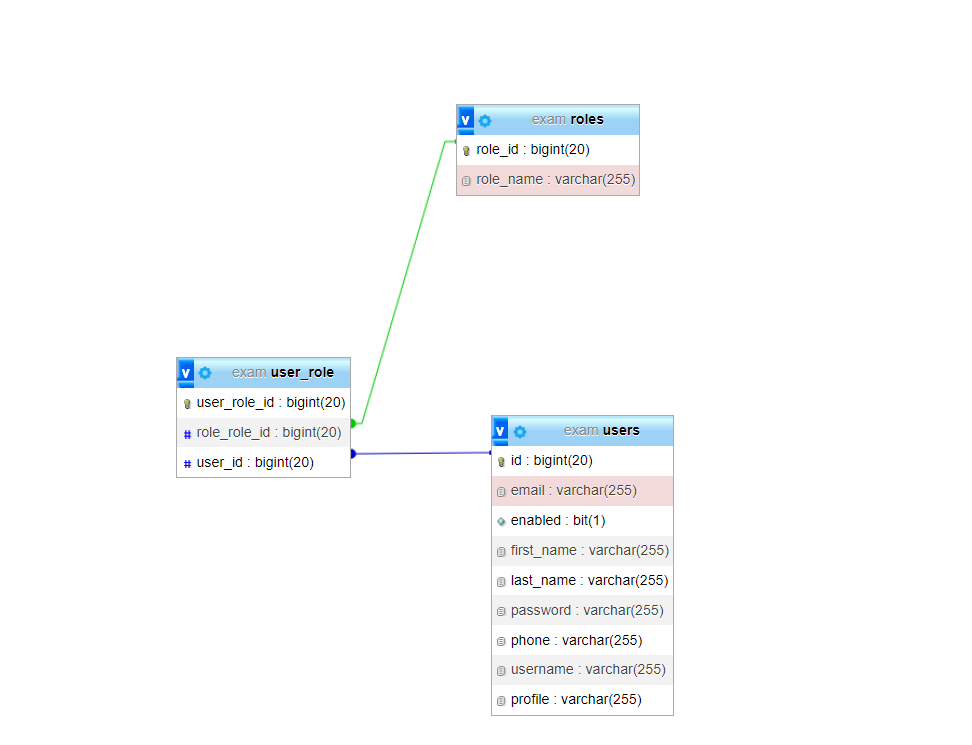 v exam roles
role_id : bigint(20)
role_name : varchar(255)
v exam user_role
user_role_id : bigint(20)
# role_role_id : bigint(20)
# user_id : bigint(20)
v exam users
id : bigint(20)
email : varchar(255)
enabled : bit(1)
first_name : varchar(255)
last_name : varchar(255)
password : varchar(255)
phone : varchar(255)
username : varchar(255)
profile : varchar(255)